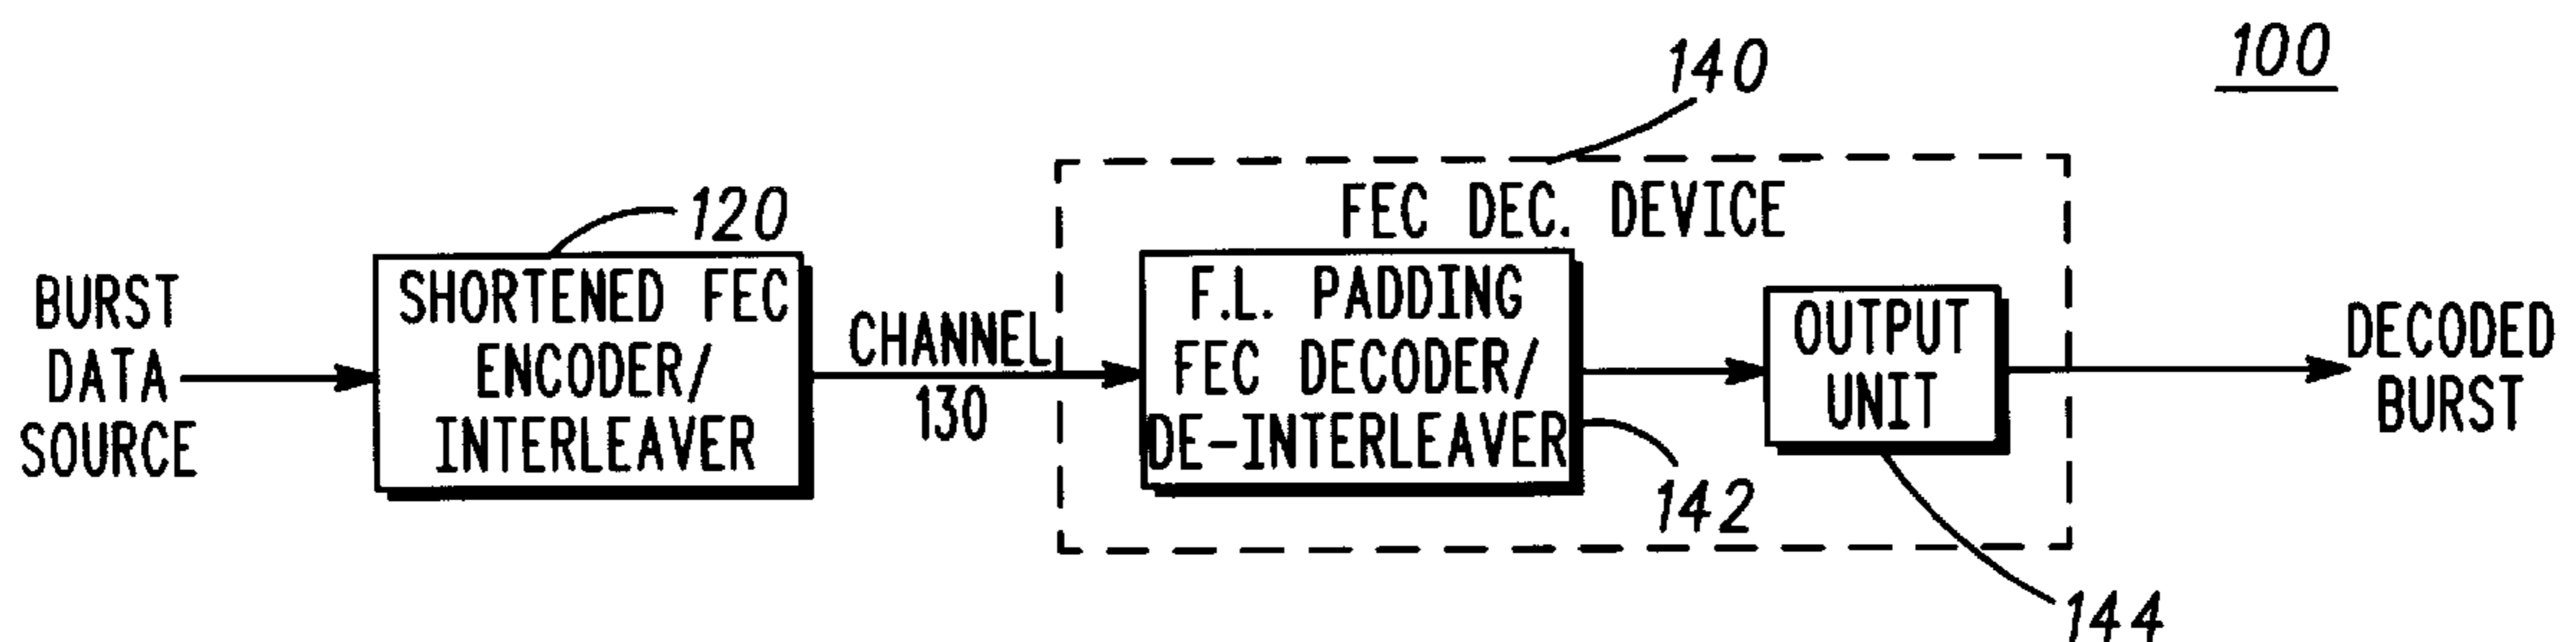 100
140
FEC DEC. DEVICE
120
BURST
DATA
SOURCE
SHORTENED FEC
ENCODER/
INTERLEAVER
CHANNEL
130
F.L. PADDING
FEC DECODER/
DE-INTERLEAVER
142
OUTPUT
UNIT
144
DECODED
BURST